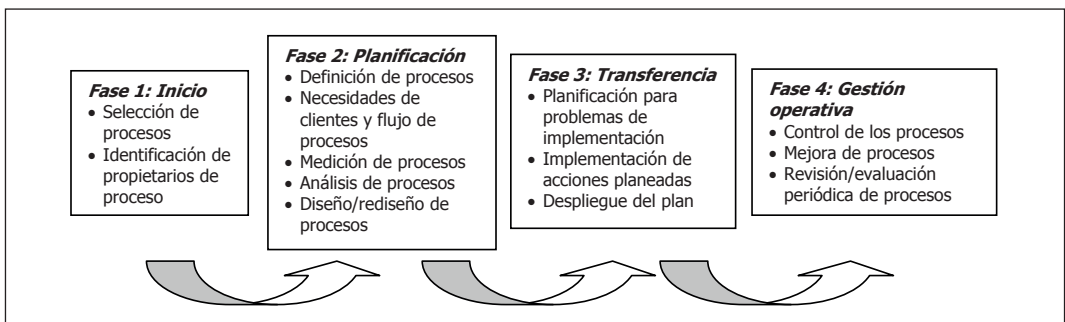 Fase 1: Inicio
• Selección de
procesos
• Identificación de
propietarios de
proceso
Fase 2: Planificación
• Definición de procesos
• Necesidades de
clientes y flujo de
procesos
• Medición de procesos
• Análisis de procesos
• Diseño/rediseño de
procesos
Fase 3: Transferencia
• Planificación para
problemas de
implementación
• Implementación de
acciones planeadas
• Despliegue del plan
Fase 4: Gestión
operativa
• Control de los procesos
• Mejora de procesos
• Revisión/evaluación
periódica de procesos